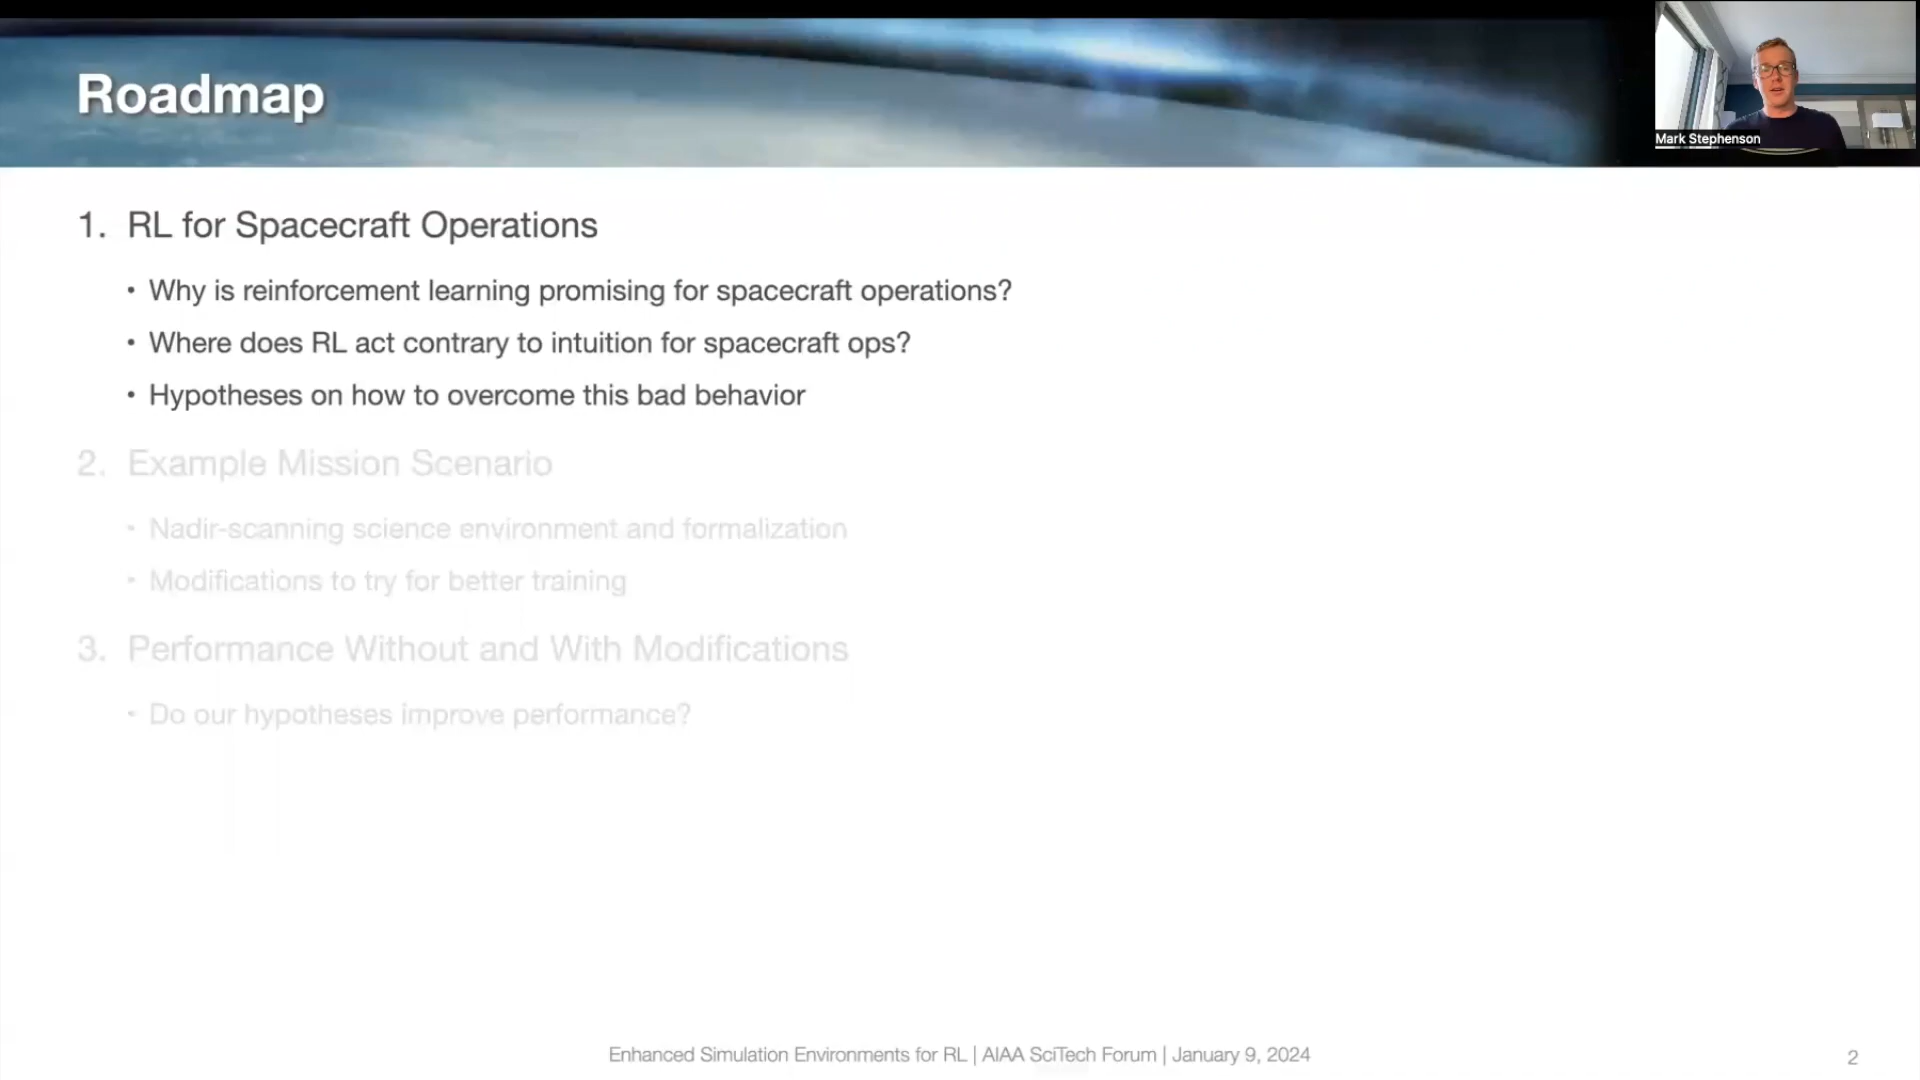 Roadmap
Mark Stephenson
1. RL for Spacecraft Operations
• Why is reinforcement learning promising for spacecraft operations?
• Where does RL act contrary to intuition for spacecraft ops?
• Hypotheses on how to overcome this bad behavior
2. Example Mission Scenario
• Nadir-scanning science environment and formalization
• Modifications to try for better training
3. Performance Without and With Modifications
• Do our hypotheses improve performance?
Enhanced Simulation Environments for RL | AIAA SciTech Forum | January 9, 2024
2